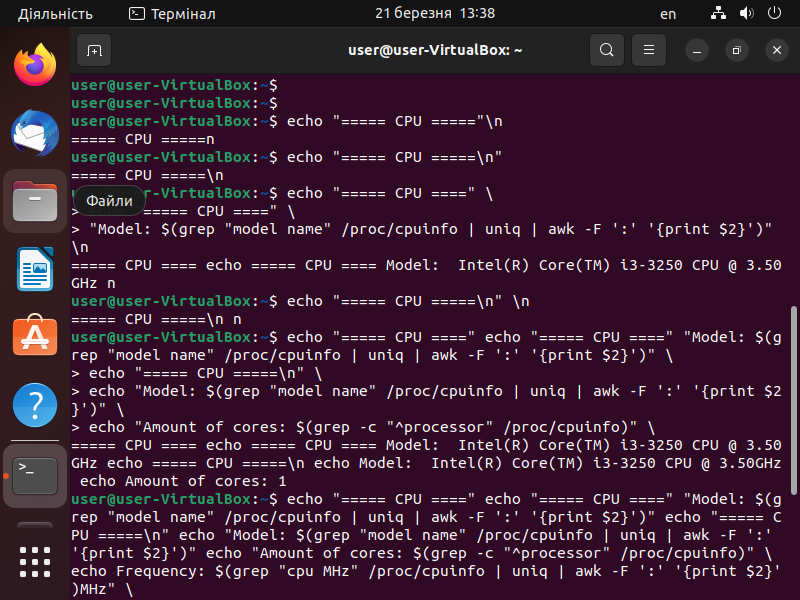 Діяльність Термінал 21 березня 13:38 en
user@user-VirtualBox: ~
user@user-VirtualBox:~$
user@user-VirtualBox:~$
user@user-VirtualBox:~$ echo "===== CPU ====="\n
===== CPU =====n
user@user-VirtualBox:~$ echo "===== CPU =====\n"
===== CPU =====\n
user@user-VirtualBox:~$ echo "===== CPU ====" \
Файли
> ===== CPU ====" \
> "Model: $(grep "model name" /proc/cpuinfo | uniq | awk -F ':' '{print $2}')"
\n
===== CPU ==== echo ===== CPU ==== Model:  Intel(R) Core(TM) i3-3250 CPU @ 3.50
GHz n
user@user-VirtualBox:~$ echo "===== CPU =====\n" \n
===== CPU =====\n n
user@user-VirtualBox:~$ echo "===== CPU ====" echo "===== CPU ====" "Model: $(g
rep "model name" /proc/cpuinfo | uniq | awk -F ':' '{print $2}')" \
> echo "===== CPU =====\n" \
> echo "Model: $(grep "model name" /proc/cpuinfo | uniq | awk -F ':' '{print $2
}')" \
> echo "Amount of cores: $(grep -c "^processor" /proc/cpuinfo)" \
===== CPU ==== echo ===== CPU ==== Model:  Intel(R) Core(TM) i3-3250 CPU @ 3.50
GHz echo ===== CPU =====\n echo Model:  Intel(R) Core(TM) i3-3250 CPU @ 3.50GHz
 echo Amount of cores: 1
user@user-VirtualBox:~$ echo "===== CPU ====" echo "===== CPU ====" "Model: $(g
rep "model name" /proc/cpuinfo | uniq | awk -F ':' '{print $2}')" echo "===== C
PU =====\n" echo "Model: $(grep "model name" /proc/cpuinfo | uniq | awk -F ':'
'{print $2}')" echo "Amount of cores: $(grep -c "^processor" /proc/cpuinfo)" \
echo Frequency: $(grep "cpu MHz" /proc/cpuinfo | uniq | awk -F ':' '{print $2}'
)MHz" \